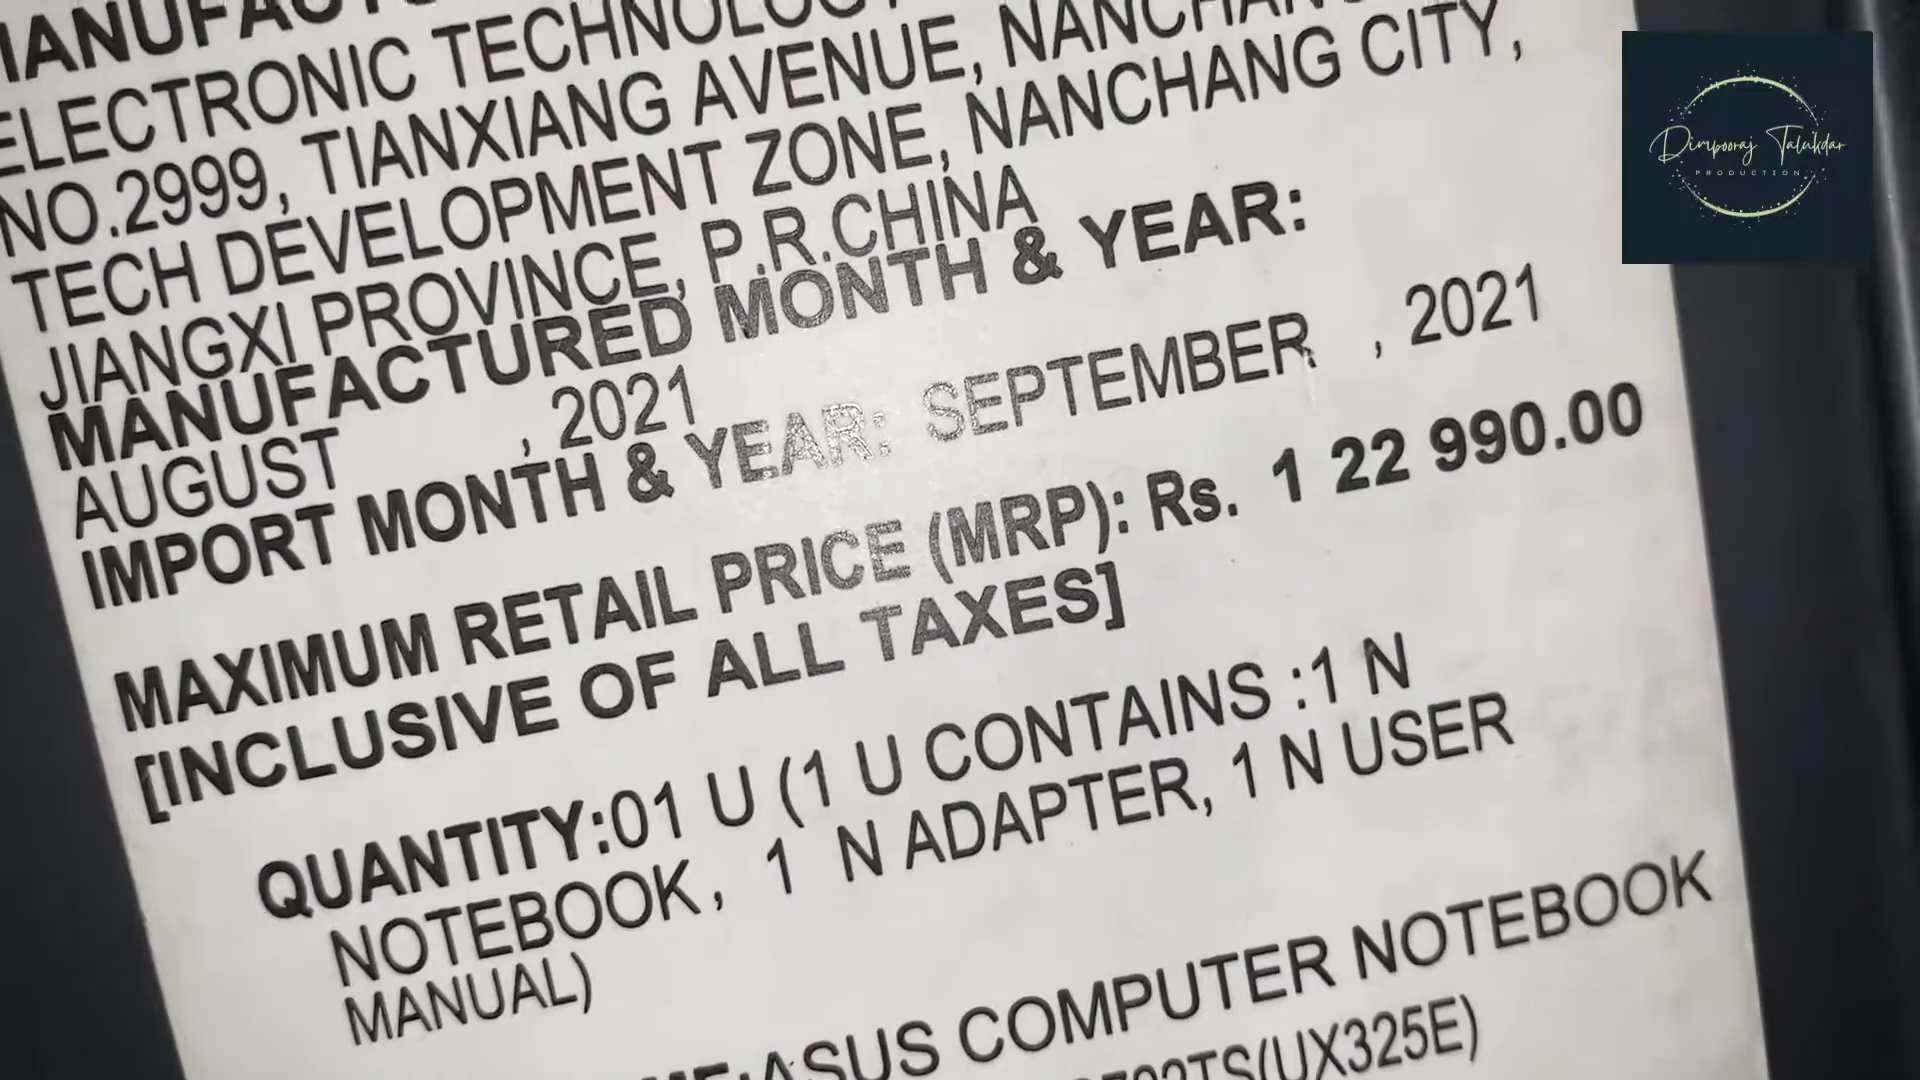 ELECTRONIC TECHNOLOGY
NO.2999, TIANXIANG AVENUE, NANCHANG
TECH DEVELOPMENT ZONE, NANCHANG CITY,
JIANGXI PROVINCE, P.R.CHINA
MANUFACTURED MONTH & YEAR:
AUGUST , 2021
IMPORT MONTH & YEAR: SEPTEMBER , 2021
MAXIMUM RETAIL PRICE (MRP): Rs. 1 22 990.00
[INCLUSIVE OF ALL TAXES]
QUANTITY:01 U (1 U CONTAINS :1 N
NOTEBOOK, 1 N ADAPTER, 1 N USER
MANUAL)
ASUS COMPUTER NOTEBOOK
(UX325E)
Dimpooraj Talukdar
PRODUCTION